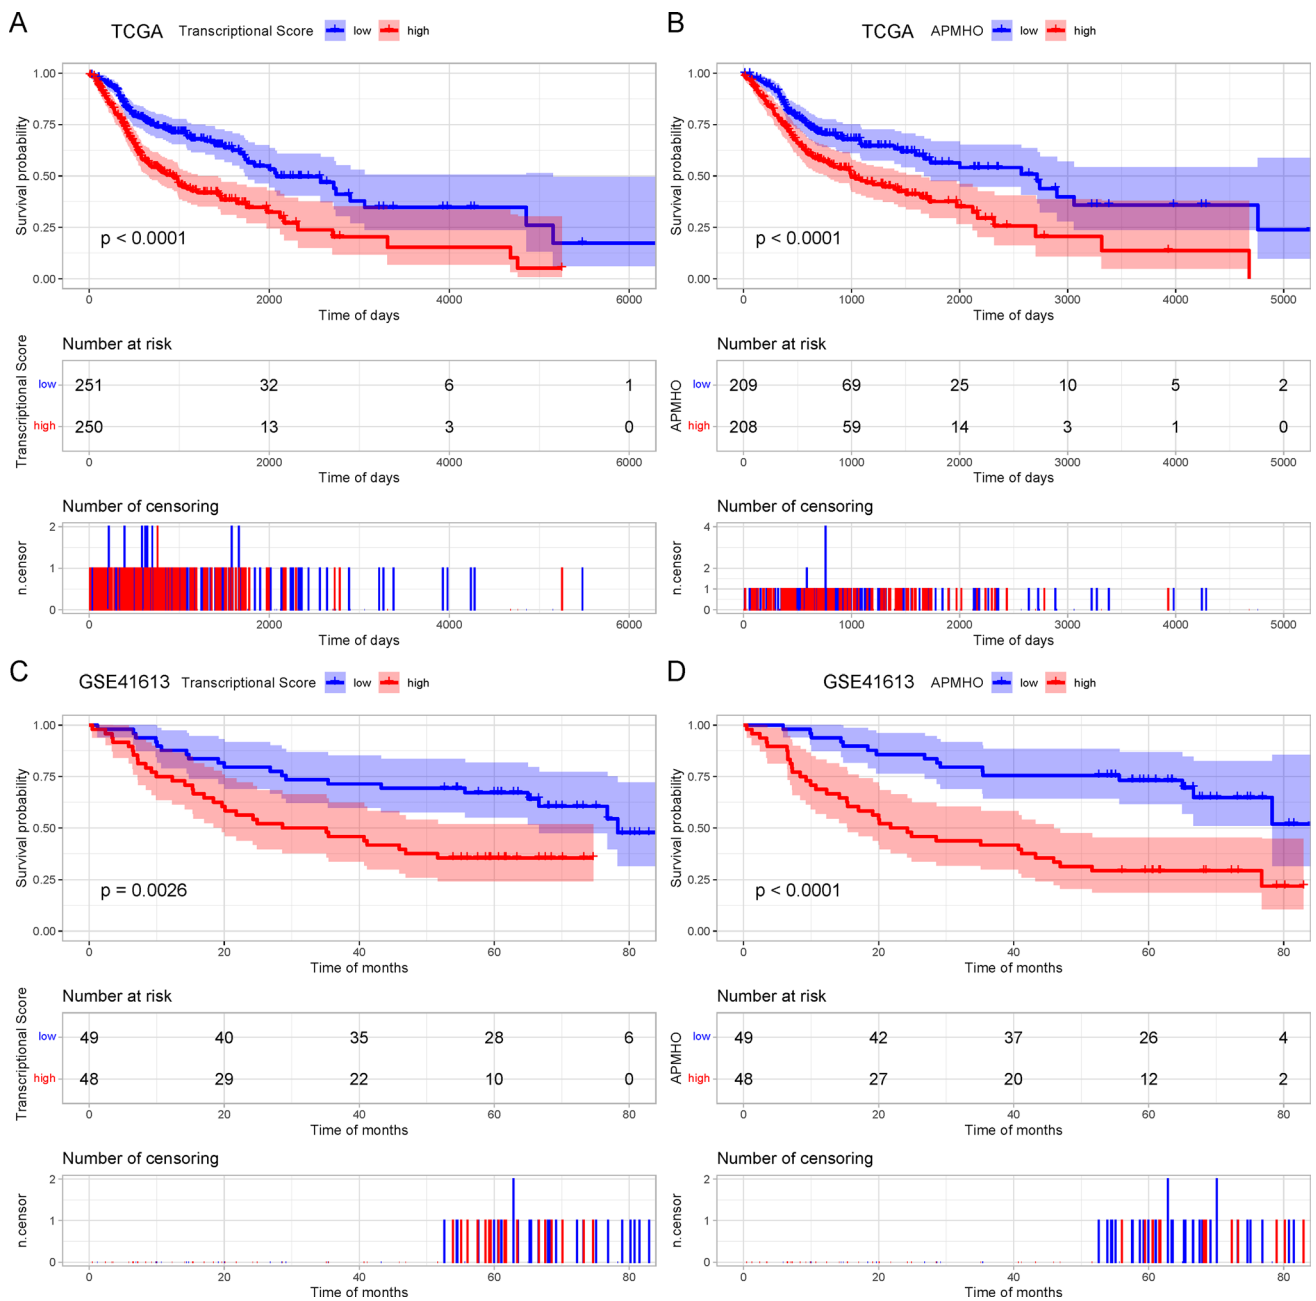 A
TCGA Transcriptional Score low high
Survival probability
1.00
0.75
0.50
0.25
0.00
p < 0.0001
0 2000 4000 6000
Time of days
Number at risk
Transcriptional Score
low 251 32 6 1
high 250 13 3 0
0 2000 4000 6000
Time of days
Number of censoring
n.censor
2
1
0
0 2000 4000 6000
Time of days
B
TCGA APMHO low high
Survival probability
1.00
0.75
0.50
0.25
0.00
p < 0.0001
0 1000 2000 3000 4000 5000
Time of days
Number at risk
APMHO
low 209 69 25 10 5 2
high 208 59 14 3 1 0
0 1000 2000 3000 4000 5000
Time of days
Number of censoring
n.censor
4
2
1
0
0 1000 2000 3000 4000 5000
Time of days
C
GSE41613 Transcriptional Score low high
Survival probability
1.00
0.75
0.50
0.25
0.00
p = 0.0026
0 20 40 60 80
Time of months
Number at risk
Transcriptional Score
low 49 40 35 28 6
high 48 29 22 10 0
0 20 40 60 80
Time of months
Number of censoring
n.censor
2
1
0
0 20 40 60 80
Time of months
D
GSE41613 APMHO low high
Survival probability
1.00
0.75
0.50
0.25
0.00
p < 0.0001
0 20 40 60 80
Time of months
Number at risk
APMHO
low 49 42 37 26 4
high 48 27 20 12 2
0 20 40 60 80
Time of months
Number of censoring
n.censor
2
1
0
0 20 40 60 80
Time of months